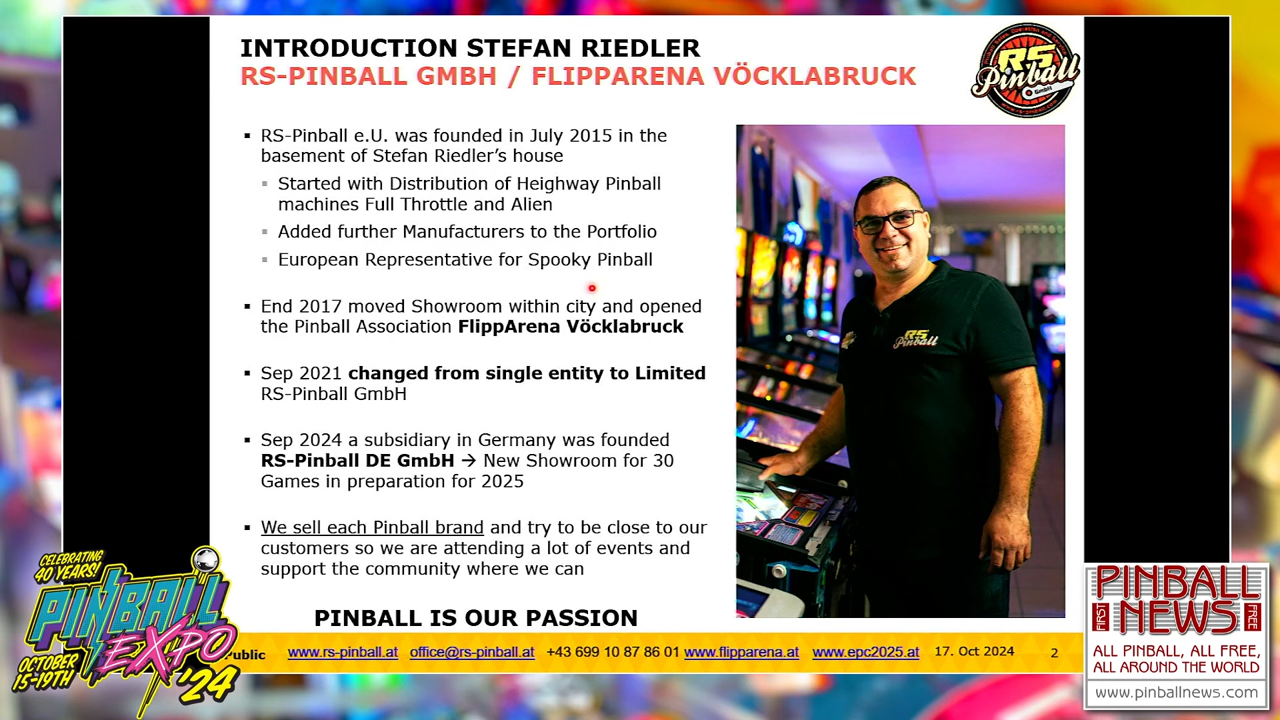 INTRODUCTION STEFAN RIEDLER
RS-PINBALL GMBH / FLIPPARENA VÖCKLABRUCK
RS
Pinball
GmbH
▪ RS-Pinball e.U. was founded in July 2015 in the
basement of Stefan Riedler’s house
▪ Started with Distribution of Heighway Pinball
machines Full Throttle and Alien
▪ Added further Manufacturers to the Portfolio
▪ European Representative for Spooky Pinball
▪ End 2017 moved Showroom within city and opened
the Pinball Association FlippArena Vöcklabruck
▪ Sep 2021 changed from single entity to Limited
RS-Pinball GmbH
▪ Sep 2024 a subsidiary in Germany was founded
RS-Pinball DE GmbH → New Showroom for 30
Games in preparation for 2025
▪ We sell each Pinball brand and try to be close to our
customers so we are attending a lot of events and
support the community where we can
PINBALL IS OUR PASSION
RS
Pinball
Public www.rs-pinball.at office@rs-pinball.at +43 699 10 87 86 01 www.flipparena.at www.epc2025.at 17. Oct 2024 2
CELEBRATING
40 YEARS!
PINBALL
EXPO
OCTOBER
15-19TH
'24
PINBALL
FIRST NEWS FREE
ALL PINBALL, ALL FREE,
ALL AROUND THE WORLD
www.pinballnews.com